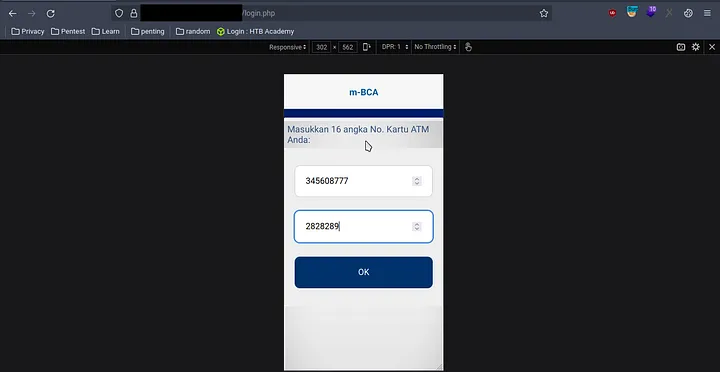 /login.php
Privacy
Pentest
Learn
penting
random
Login : HTB Academy
Responsive
302 × 562
DPR: 1
No Throttling
m-BCA
Masukkan 16 angka No. Kartu ATM
Anda:
345608777
2828289
OK